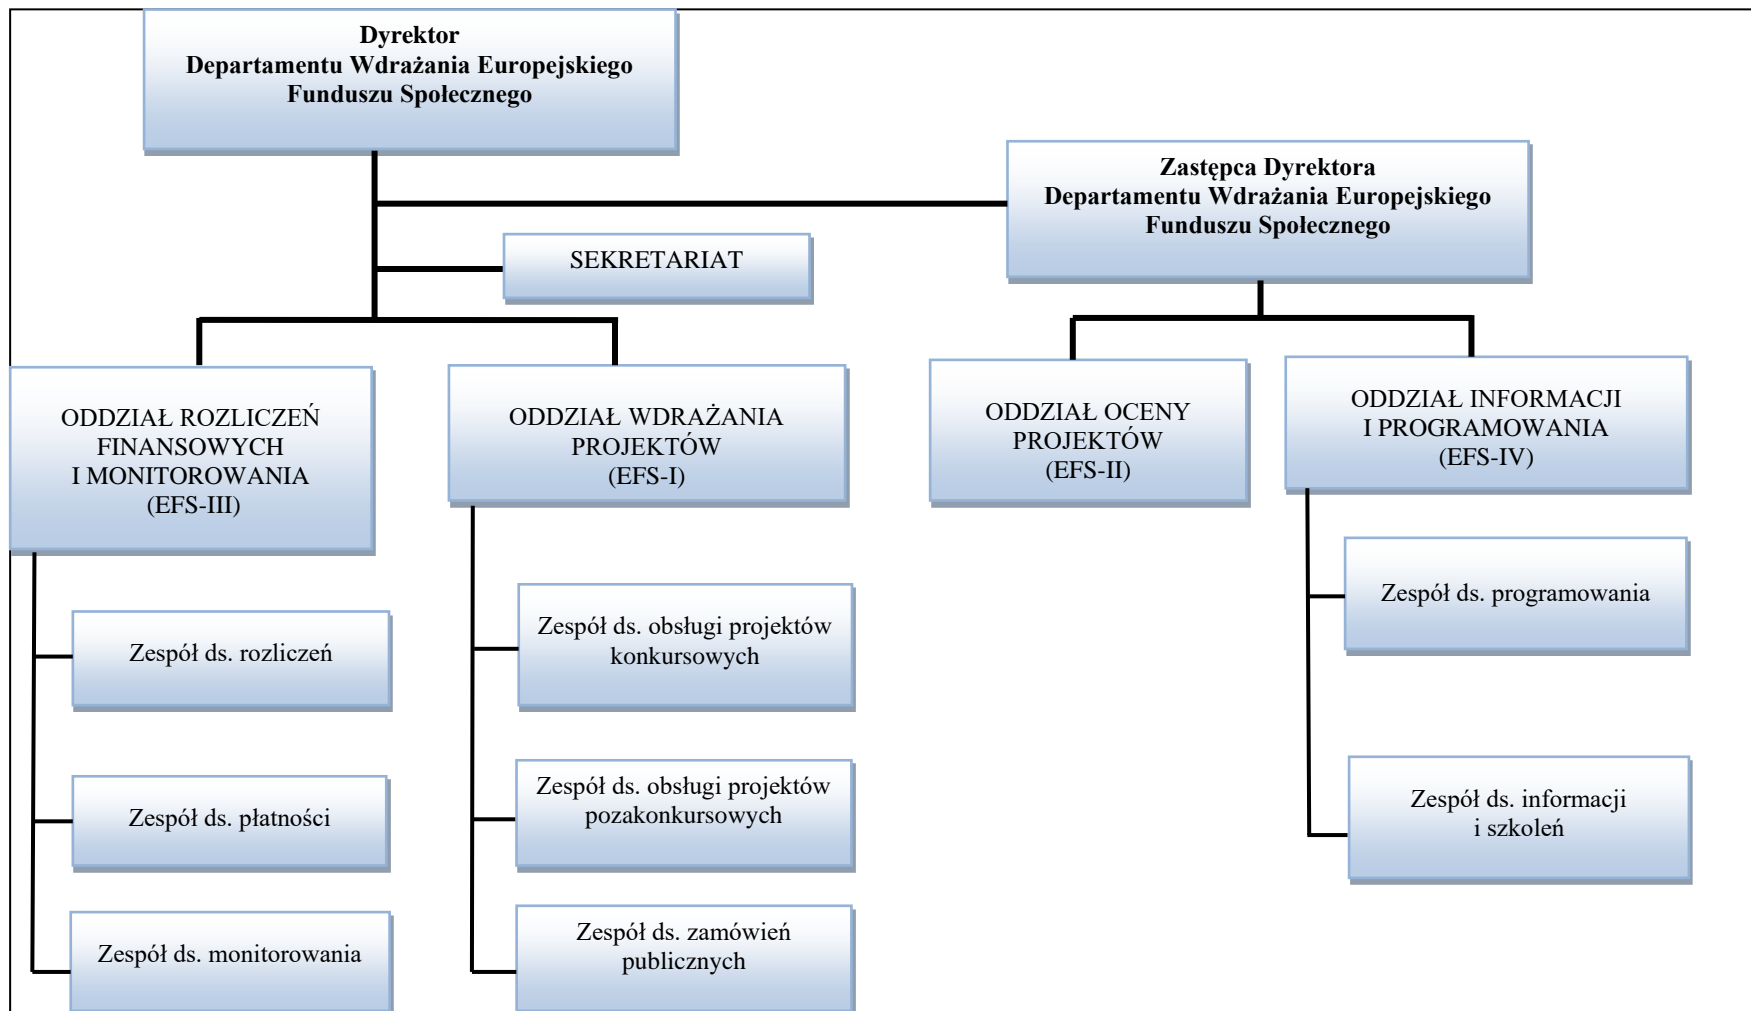 Dyrektor
Departamentu Wdrażania Europejskiego
Funduszu Społecznego
Zastępca Dyrektora
Departamentu Wdrażania Europejskiego
Funduszu Społecznego
SEKRETARIAT
ODDZIAŁ ROZLICZEŃ
FINANSOWYCH
I MONITOROWANIA
(EFS-III)
ODDZIAŁ WDRAŻANIA
PROJEKTÓW
(EFS-I)
ODDZIAŁ OCENY
PROJEKTÓW
(EFS-II)
ODDZIAŁ INFORMACJI
I PROGRAMOWANIA
(EFS-IV)
Zespół ds. rozliczeń
Zespół ds. płatności
Zespół ds. monitorowania
Zespół ds. obsługi projektów
konkursowych
Zespół ds. obsługi projektów
pozakonkursowych
Zespół ds. zamówień
publicznych
Zespół ds. programowania
Zespół ds. informacji
i szkoleń